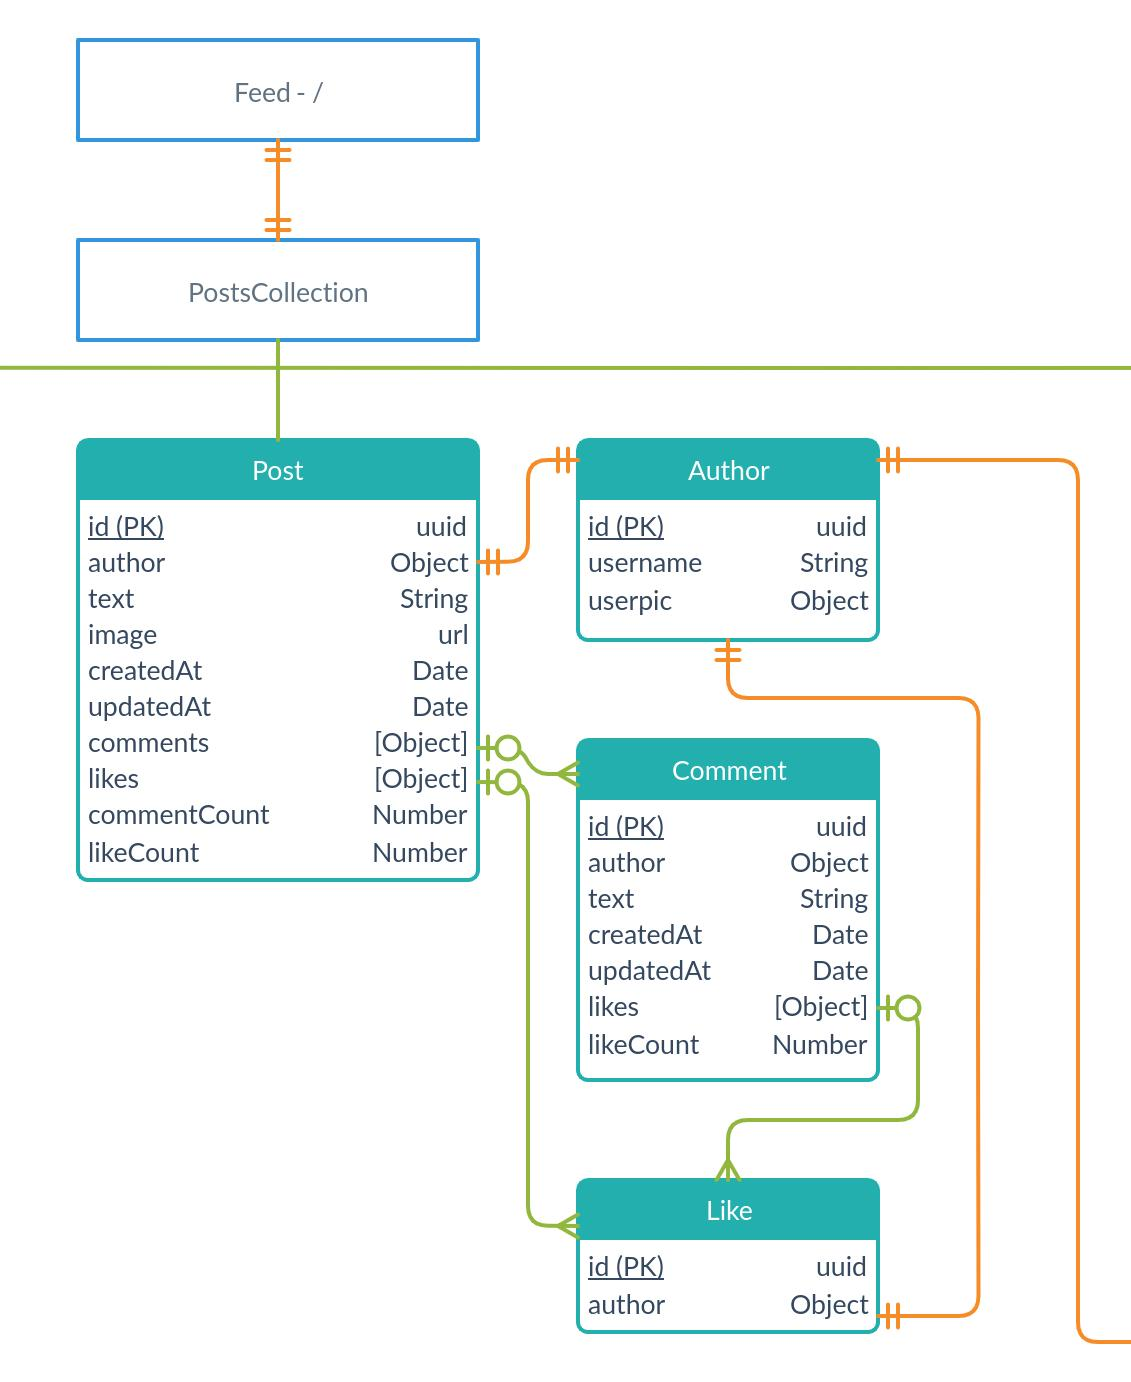 Feed - /
PostsCollection
Post
id (PK) uuid
author Object
text String
image url
createdAt Date
updatedAt Date
comments [Object]
likes [Object]
commentCount Number
likeCount Number
Author
id (PK) uuid
username String
userpic Object
Comment
id (PK) uuid
author Object
text String
createdAt Date
updatedAt Date
likes [Object]
likeCount Number
Like
id (PK) uuid
author Object